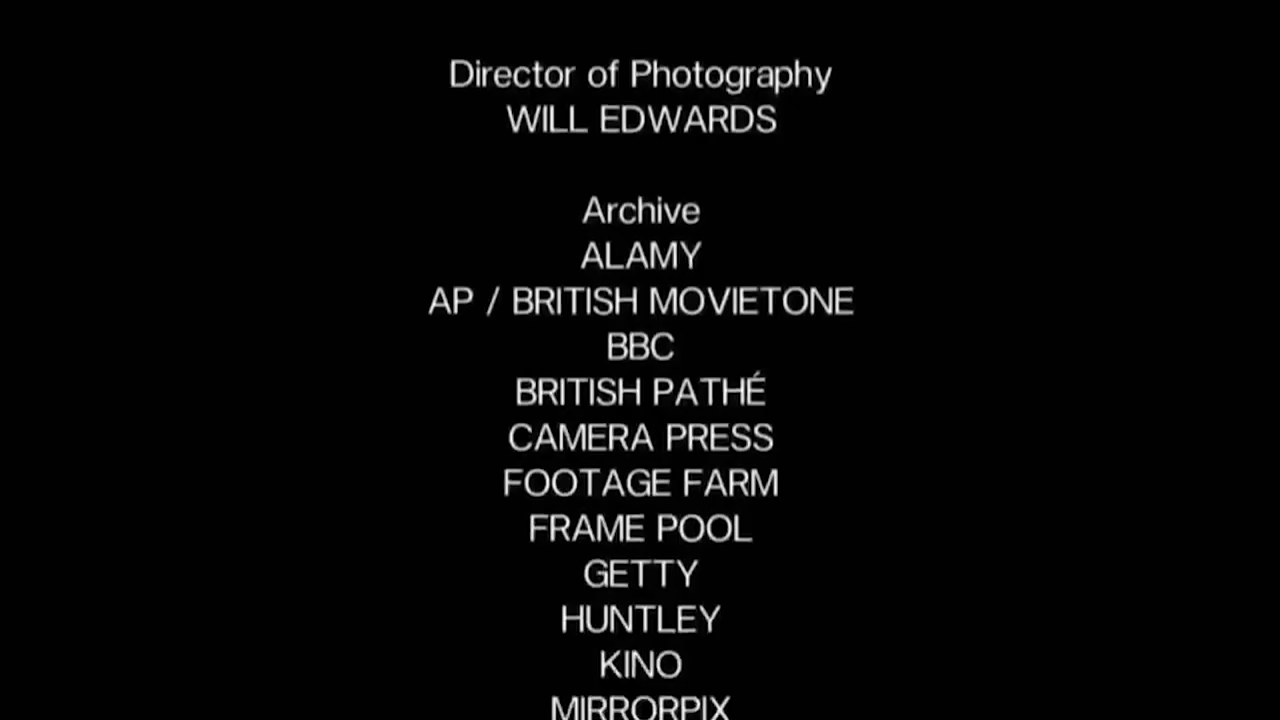 Director of Photography
WILL EDWARDS
Archive
ALAMY
AP / BRITISH MOVIETONE
BBC
BRITISH PATHÉ
CAMERA PRESS
FOOTAGE FARM
FRAME POOL
GETTY
HUNTLEY
KINO
MIRRORPIX